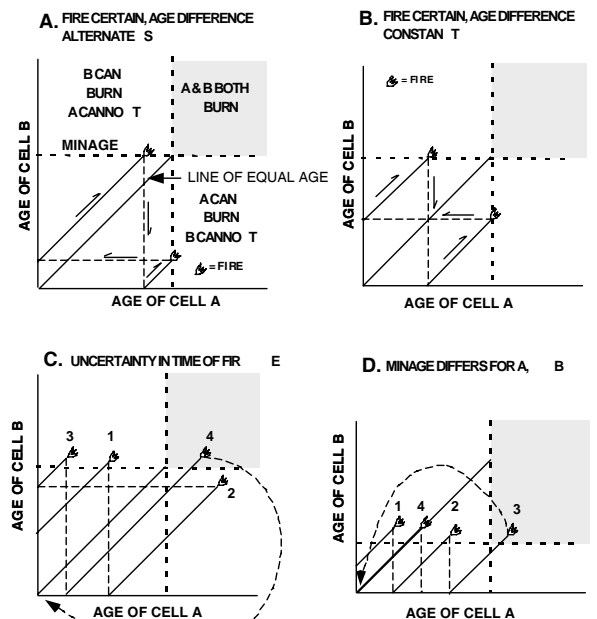 A. FIRE CERTAIN, AGE DIFFERENCE
ALTERNATE S
B CAN
BURN
A CANNO T
A & B BOTH
BURN
MINAGE
LINE OF EQUAL AGE
A CAN
BURN
B CANNO T
= FIRE
AGE OF CELL B
AGE OF CELL A
B. FIRE CERTAIN, AGE DIFFERENCE
CONSTAN T
= FIRE
AGE OF CELL B
AGE OF CELL A
C. UNCERTAINTY IN TIME OF FIR E
3 1 4
2
AGE OF CELL B
AGE OF CELL A
D. MINAGE DIFFERS FOR A, B
1 4 2 3
AGE OF CELL B
AGE OF CELL A